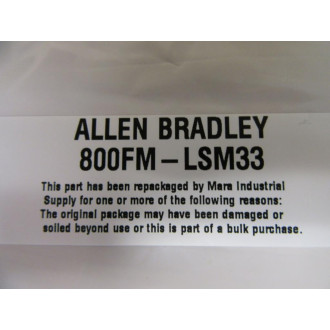 ALLEN BRADLEY
800FM-LSM33
This part has been repackaged by Mara Industrial
Supply for one or more of the following reasons:
The original package may have been damaged or
soiled beyond use or this is part of a bulk purchase.